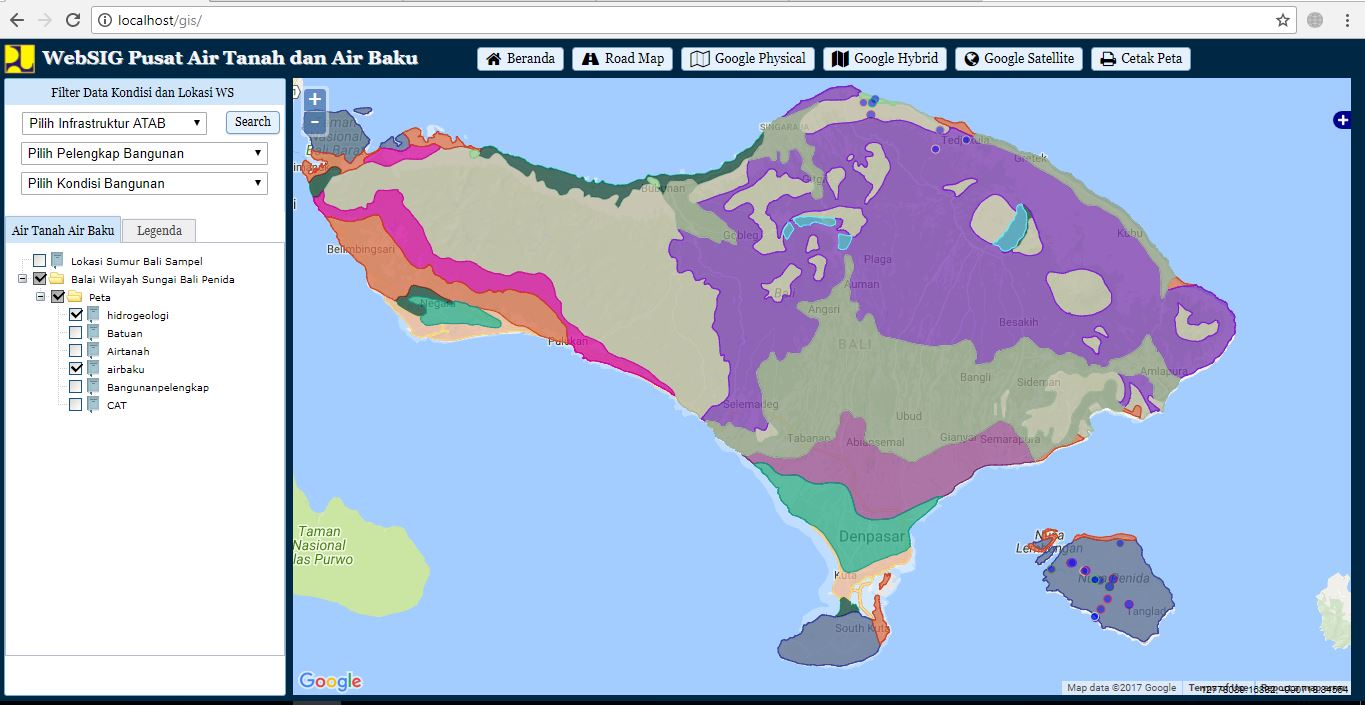 localhost/gis/
WebSIG Pusat Air Tanah dan Air Baku
Beranda
Road Map
Google Physical
Google Hybrid
Google Satellite
Cetak Peta
Filter Data Kondisi dan Lokasi WS
Pilih Infrastruktur ATAB
Search
Pilih Pelengkap Bangunan
Pilih Kondisi Bangunan
Air Tanah Air Baku
Legenda
Lokasi Sumur Bali Sampel
Balai Wilayah Sungai Bali Penida
Peta
hidrogeologi
Batuan
Airtanah
airbaku
Bangunanpelengkap
CAT
+
−
Nasional
Bali Barat
SINGARAJA
Gretek
Bubunan
Gitgit
Gobleg
Kubu
Belimbingsari
Plaga
Auman
Bali
Negara
Angsri
Besakih
Pulukan
BALI
Amlapura
Bangli
Sideman
Selemadeg
Ubud
Tabanan
Abiansemal
Gianyar
Semarapura
Taman
Nasional
las Purwo
Denpasar
Nusa
Lembongan
Kuta
Nusa Penida
Tanglad
South Kuta
Google
Map data ©2017 Google
Terms of Use